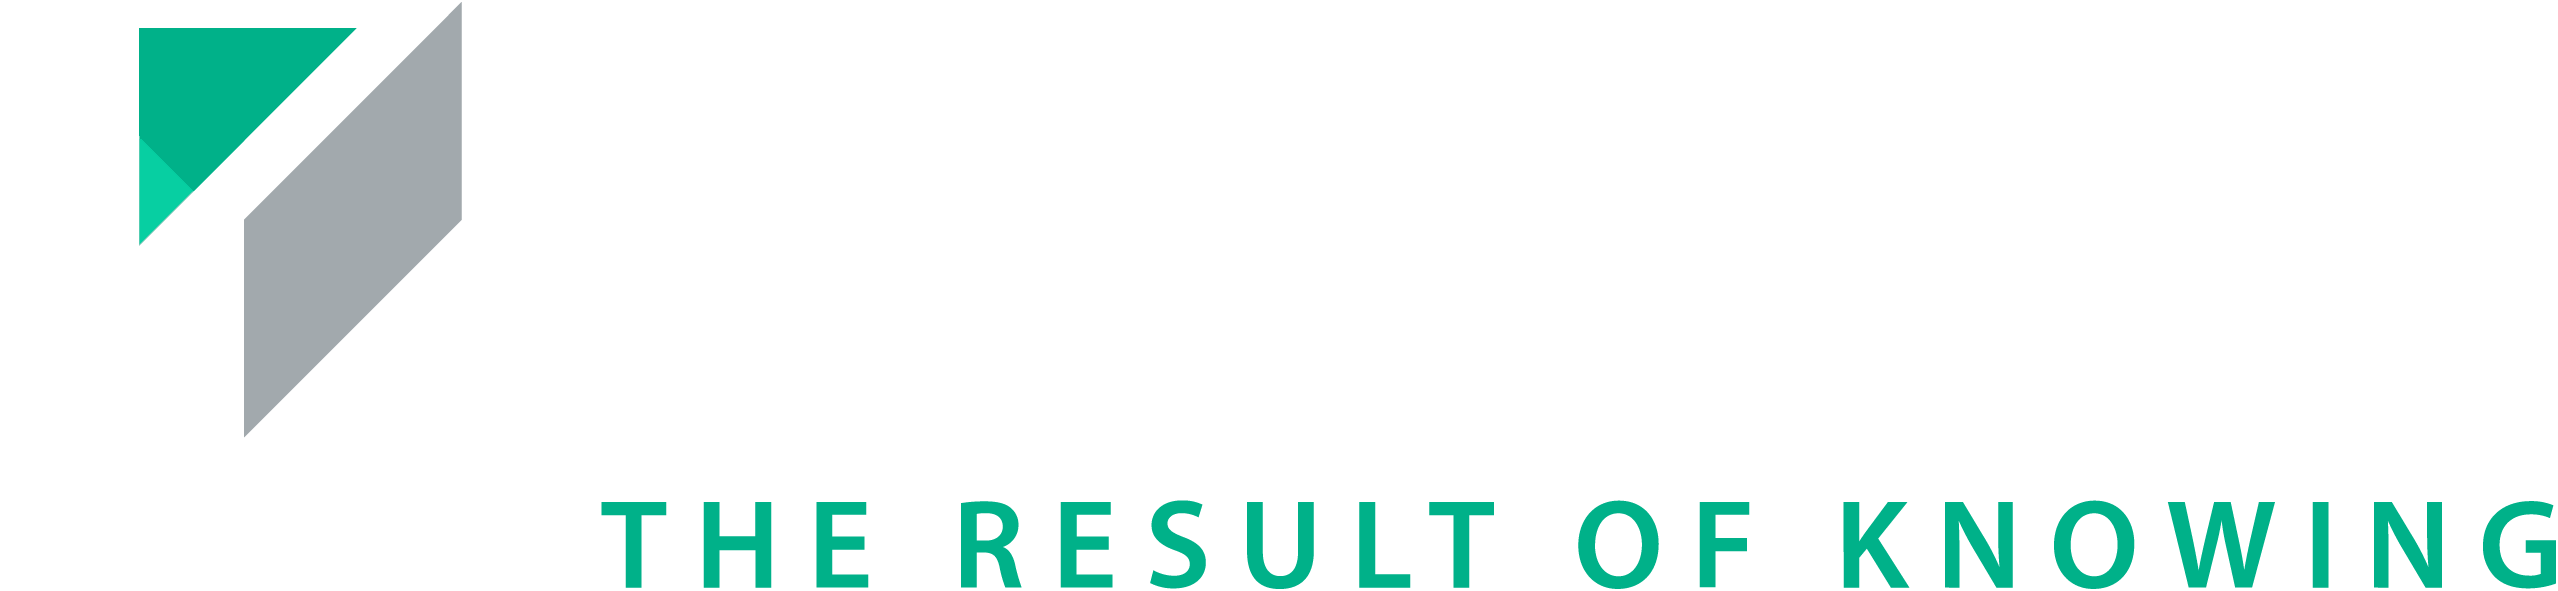 THE RESULT OF KNOWING